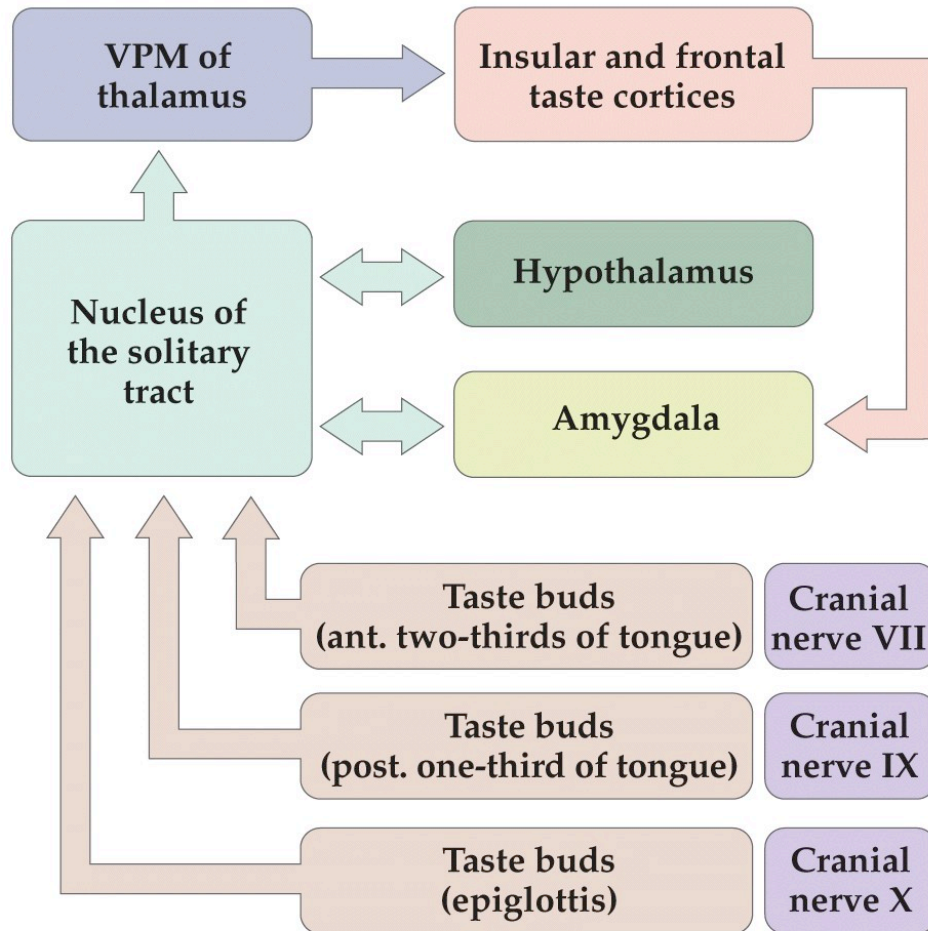 VPM of
thalamus
Insular and frontal
taste cortices
Nucleus of
the solitary
tract
Hypothalamus
Amygdala
Taste buds
(ant. two-thirds of tongue)
Cranial
nerve VII
Taste buds
(post. one-third of tongue)
Cranial
nerve IX
Taste buds
(epiglottis)
Cranial
nerve X